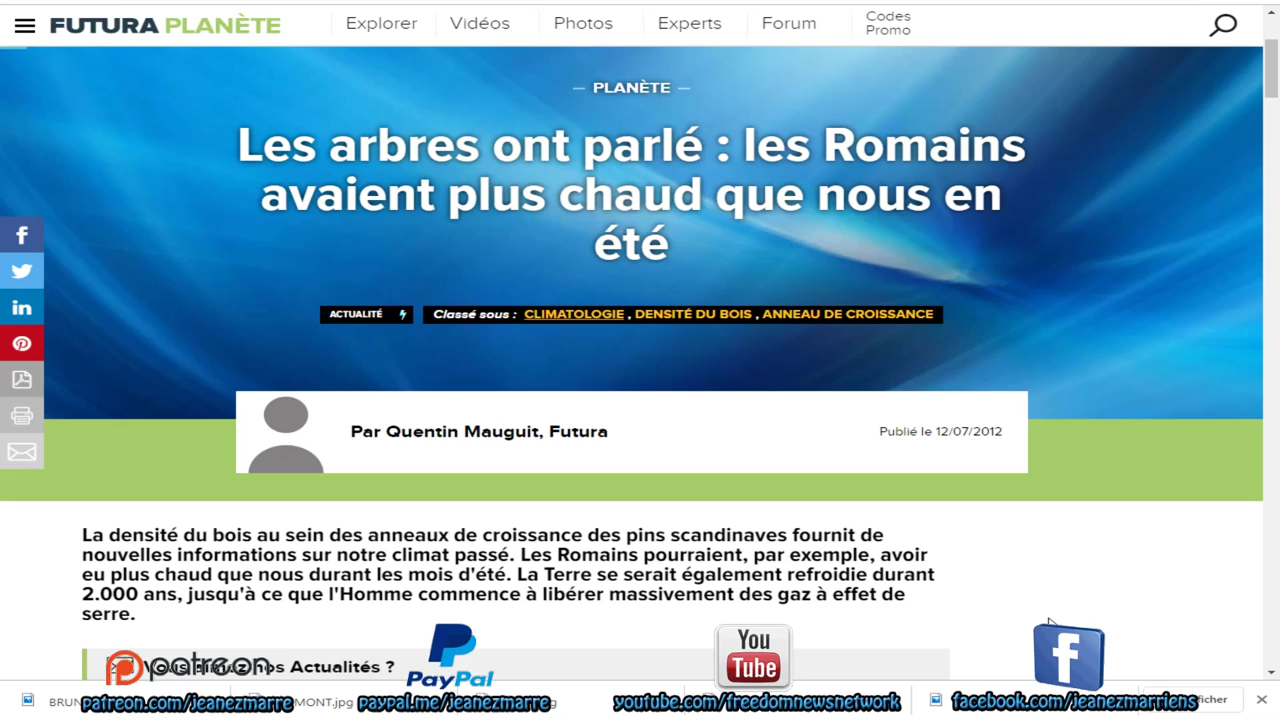 FUTURA PLANÈTE
Explorer
Vidéos
Photos
Experts
Forum
Codes
Promo
— PLANÈTE —
Les arbres ont parlé : les Romains
avaient plus chaud que nous en
été
ACTUALITÉ
Classé sous : CLIMATOLOGIE , DENSITÉ DU BOIS , ANNEAU DE CROISSANCE
Par Quentin Mauguit, Futura
Publié le 12/07/2012
La densité du bois au sein des anneaux de croissance des pins scandinaves fournit de
nouvelles informations sur notre climat passé. Les Romains pourraient, par exemple, avoir
eu plus chaud que nous durant les mois d'été. La Terre se serait également refroidie durant
2.000 ans, jusqu'à ce que l'Homme commence à libérer massivement des gaz à effet de
serre.
nos Actualités ?
patreon
PayPal
You
Tube
BRUN
patreon.com/jeanezmarre
MONT.jpg
paypal.me/jeanezmarre
youtube.com/freedomnewsnetwork
facebook.com/jeanezmarriens